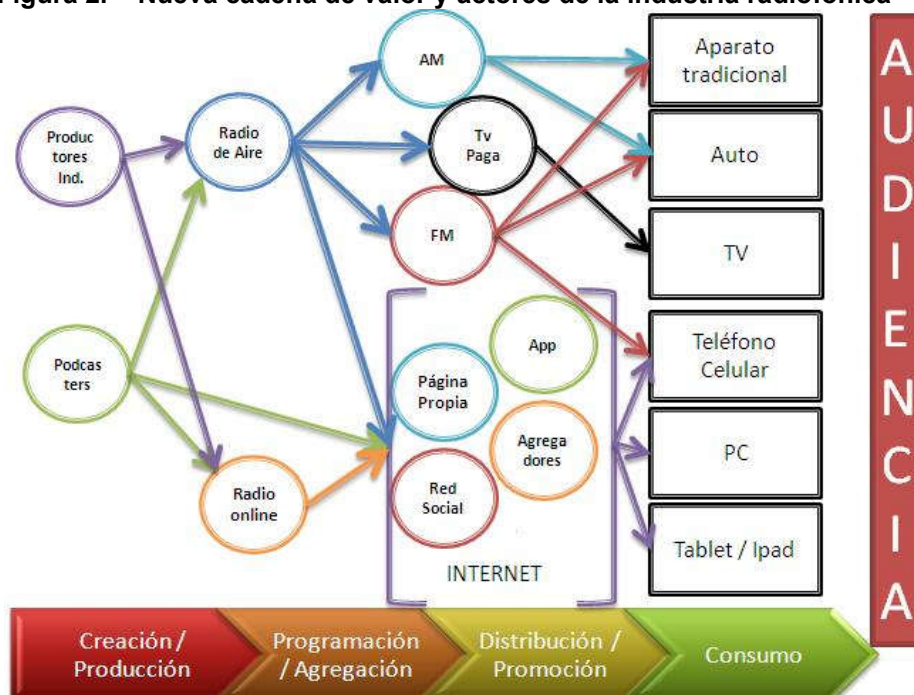 Figura 2. – Nueva cadena de valor y actores de la industria radiofónica
AM
Aparato
tradicional
Produc
tores
Ind.
Radio
de Aire
Tv
Paga
Auto
FM
TV
Podcas
ters
App
Teléfono
Celular
Página
Propia
Agrega
dores
PC
Radio
online
Red
Social
Tablet / Ipad
INTERNET
A
U
D
I
E
N
C
I
A
Creación /
Producción
Programación
/ Agregación
Distribución /
Promoción
Consumo